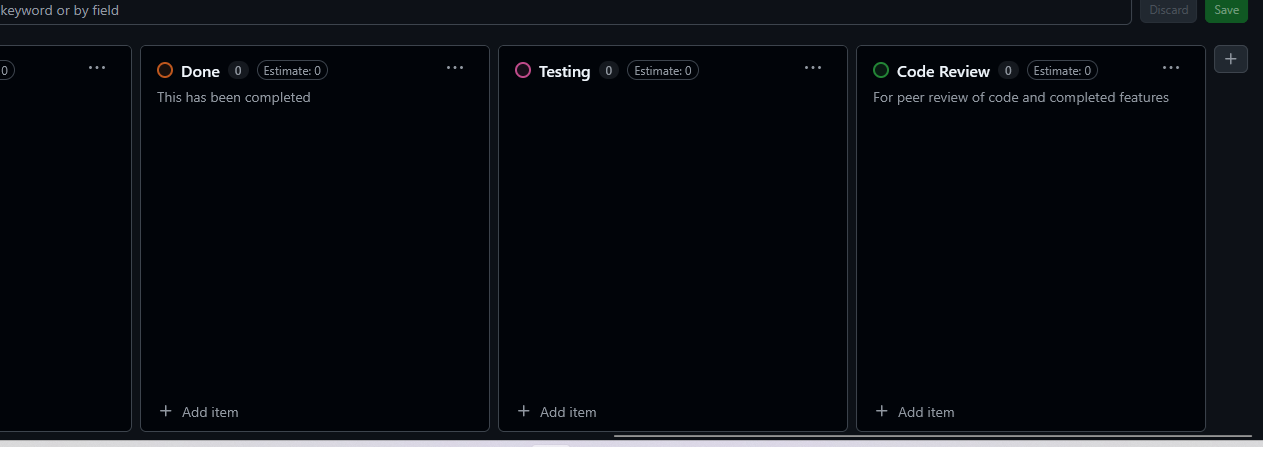 keyword or by field
Discard
Save
0
Done 0 Estimate: 0
This has been completed
Add item
Testing 0 Estimate: 0
Add item
Code Review 0 Estimate: 0
For peer review of code and completed features
Add item